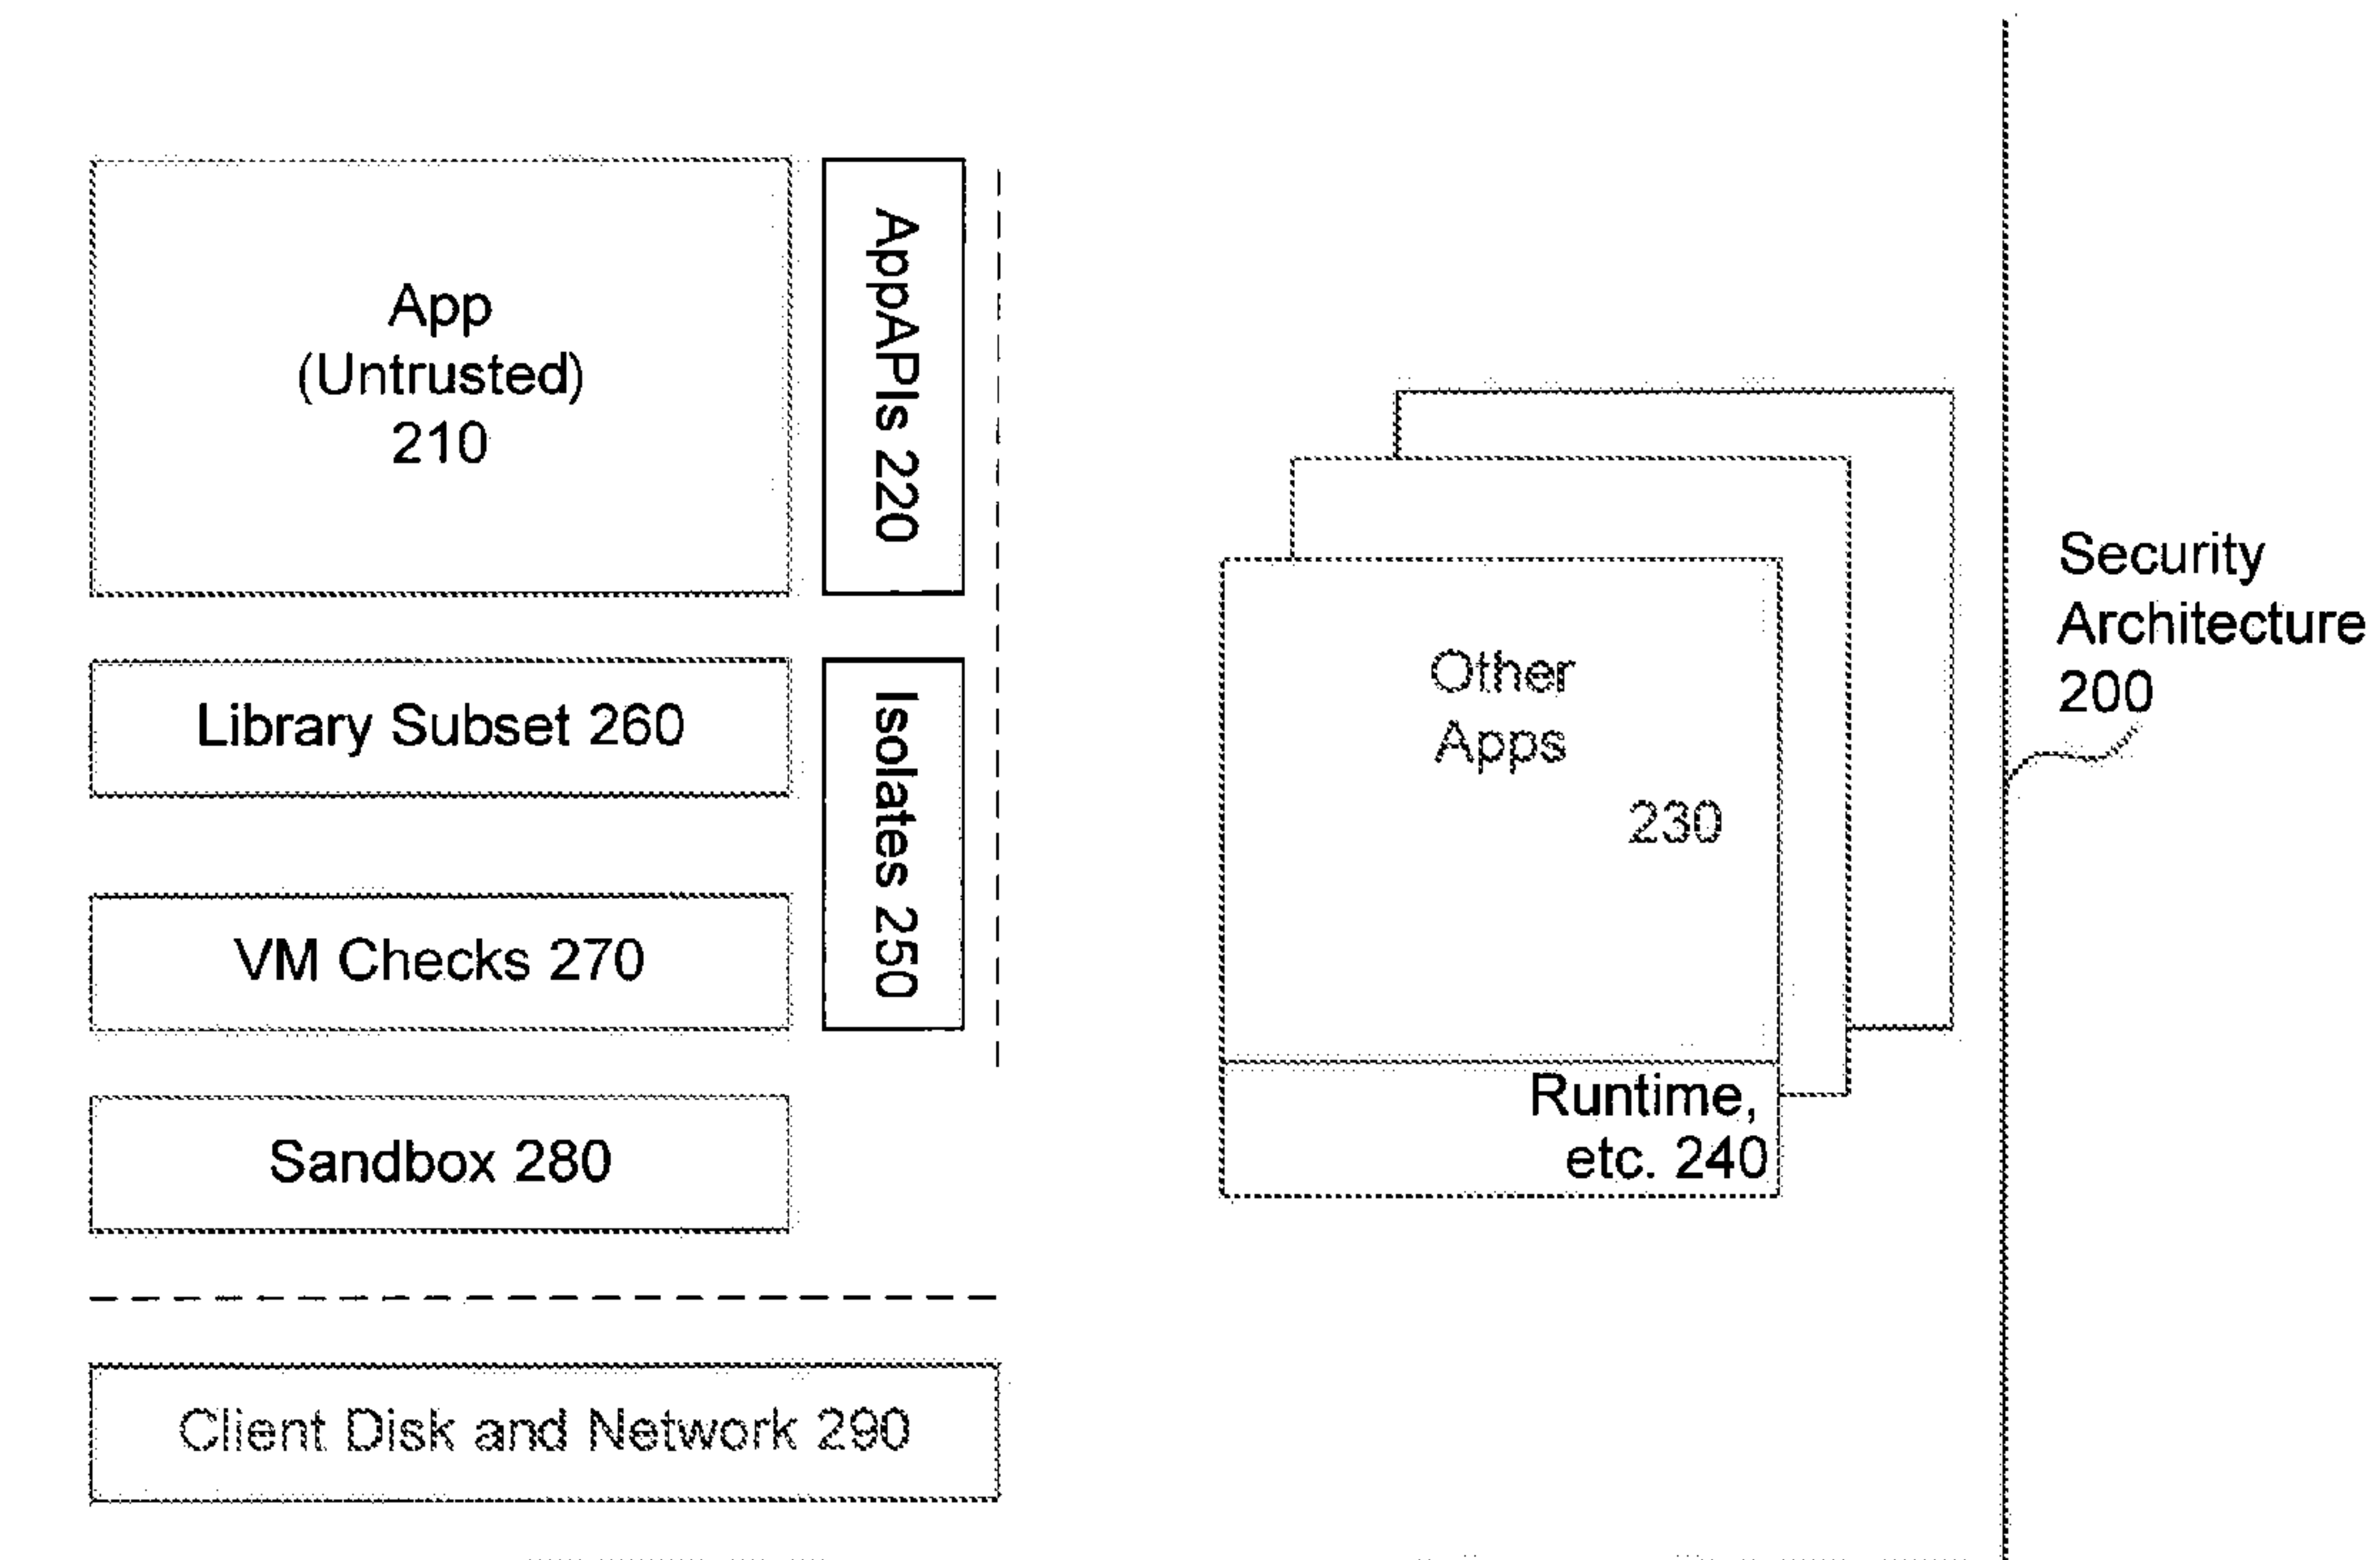 App
(Untrusted)
210
AppAPIs 220
Library Subset 260
Isolates 250
VM Checks 270
Sandbox 280
Client Disk and Network 290
Other
Apps
230
Runtime,
etc. 240
Security
Architecture
200